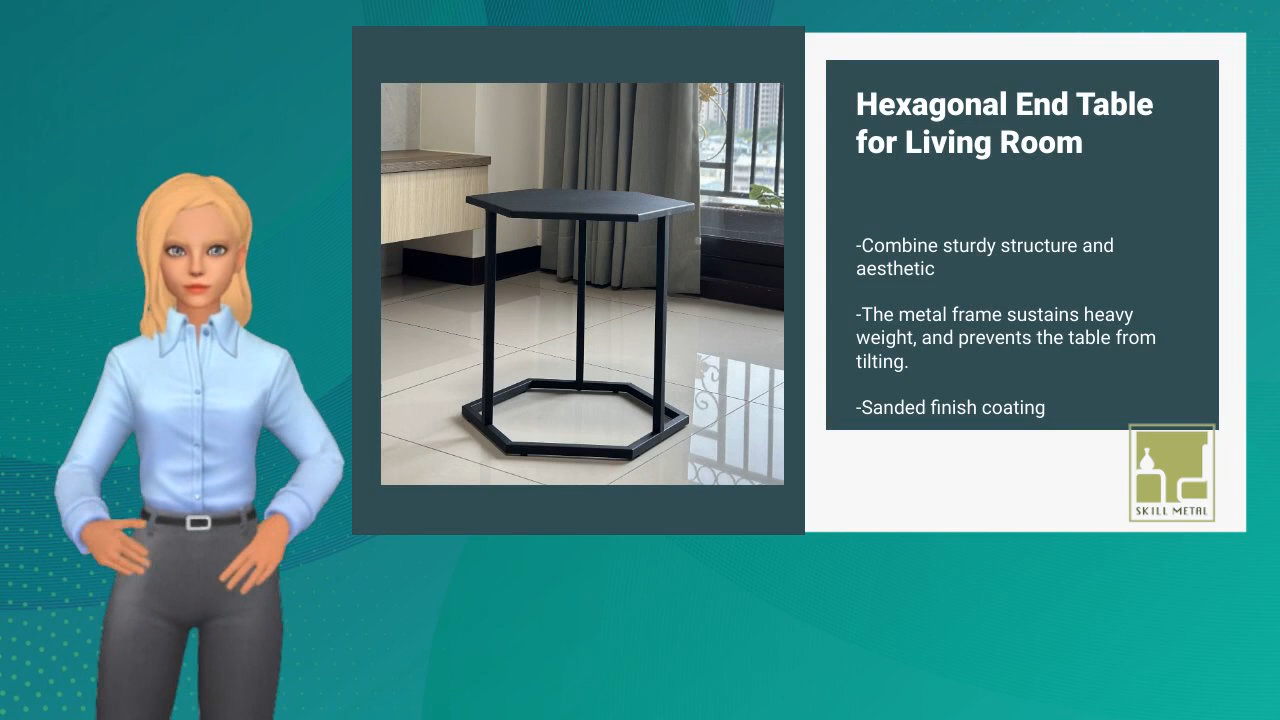 Hexagonal End Table
for Living Room
-Combine sturdy structure and
aesthetic
-The metal frame sustains heavy
weight, and prevents the table from
tilting.
-Sanded finish coating
SKILL METAL